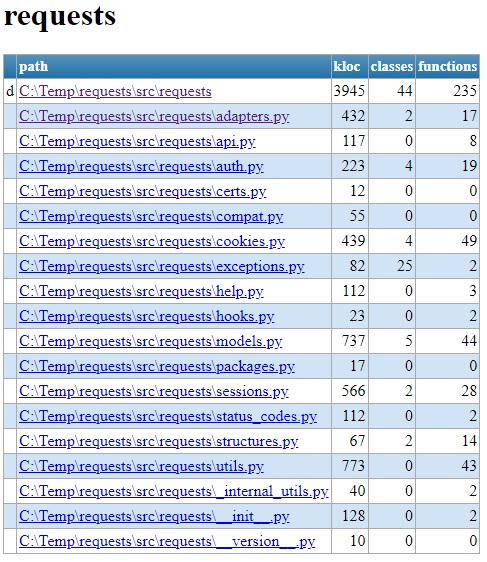 requests
path kloc classes functions
d C:\Temp\requests\src\requests 3945 44 235
C:\Temp\requests\src\requests\adapters.py 432 2 17
C:\Temp\requests\src\requests\api.py 117 0 8
C:\Temp\requests\src\requests\auth.py 223 4 19
C:\Temp\requests\src\requests\certs.py 12 0 0
C:\Temp\requests\src\requests\compat.py 55 0 0
C:\Temp\requests\src\requests\cookies.py 439 4 49
C:\Temp\requests\src\requests\exceptions.py 82 25 2
C:\Temp\requests\src\requests\help.py 112 0 3
C:\Temp\requests\src\requests\hooks.py 23 0 2
C:\Temp\requests\src\requests\models.py 737 5 44
C:\Temp\requests\src\requests\packages.py 17 0 0
C:\Temp\requests\src\requests\sessions.py 566 2 28
C:\Temp\requests\src\requests\status_codes.py 112 0 2
C:\Temp\requests\src\requests\structures.py 67 2 14
C:\Temp\requests\src\requests\utils.py 773 0 43
C:\Temp\requests\src\requests\_internal_utils.py 40 0 2
C:\Temp\requests\src\requests\__init__.py 128 0 2
C:\Temp\requests\src\requests\__version__.py 10 0 0